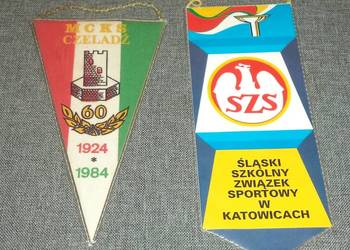 MCKS
CZELADŹ
60
1924
*
1984
SZS
ŚLĄSKI
SZKOLNY
ZWIĄZEK
SPORTOWY
W
KATOWICACH